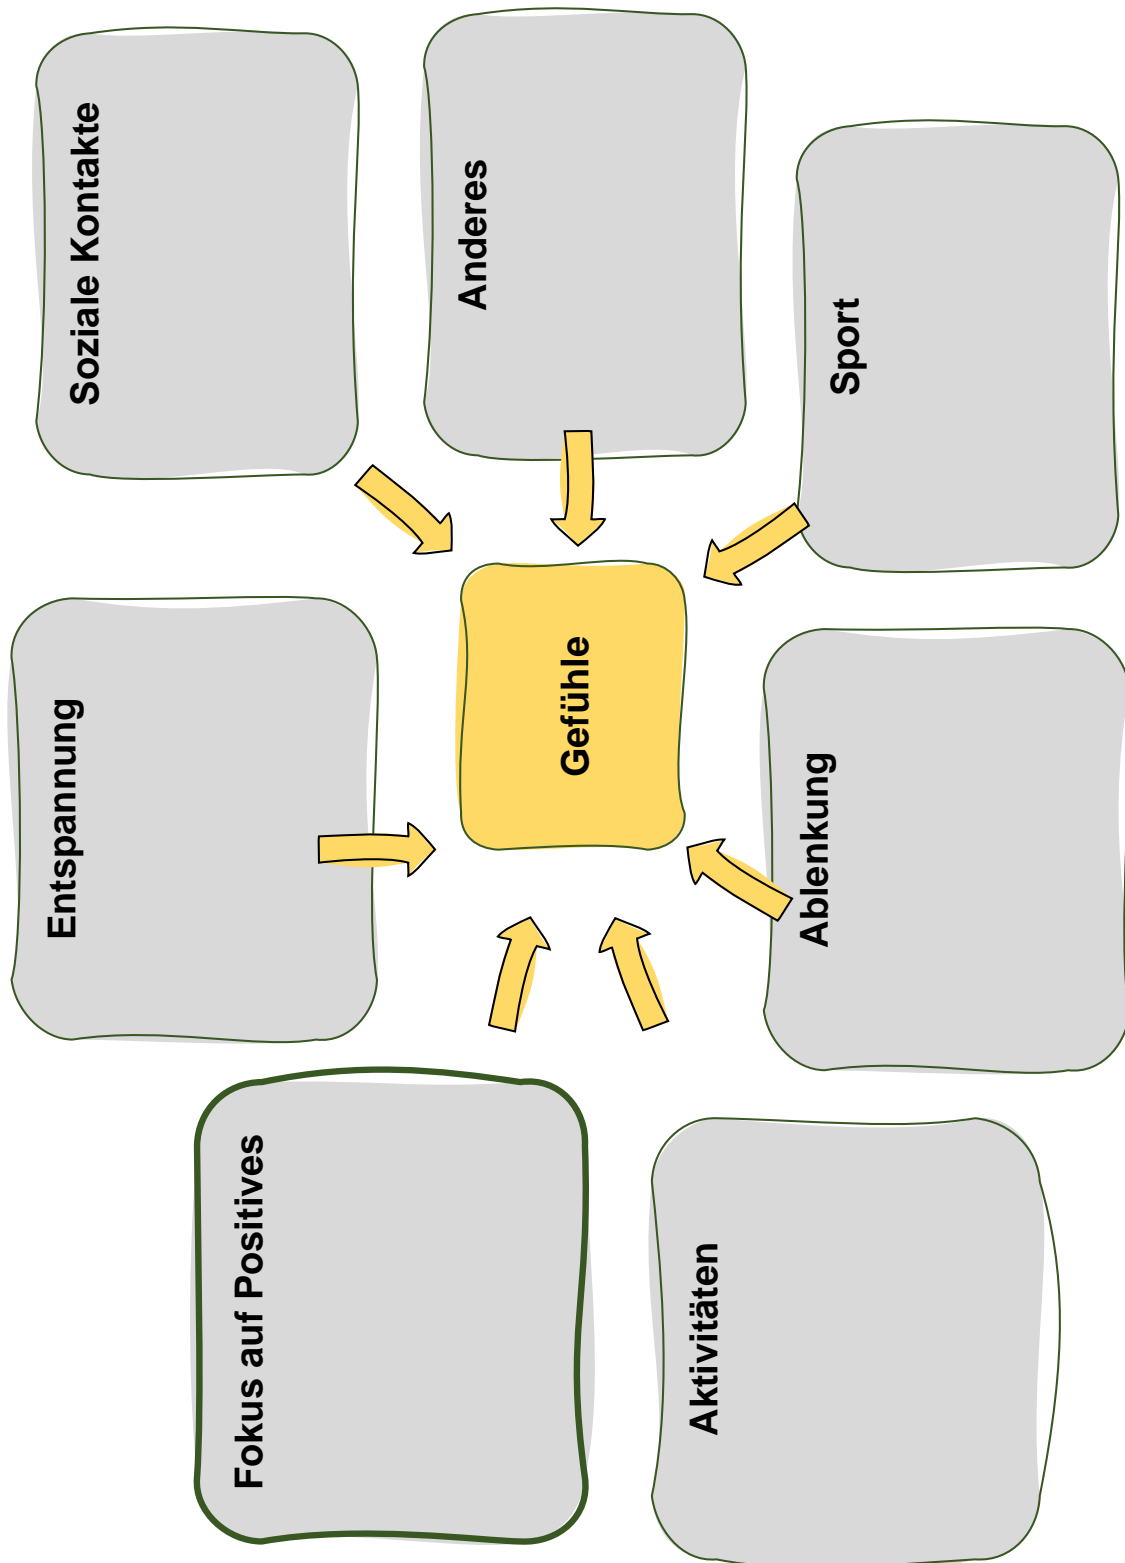 Fokus auf Positives
Entspannung
Soziale Kontakte
Gefühle
Anderes
Aktivitäten
Ablenkung
Sport